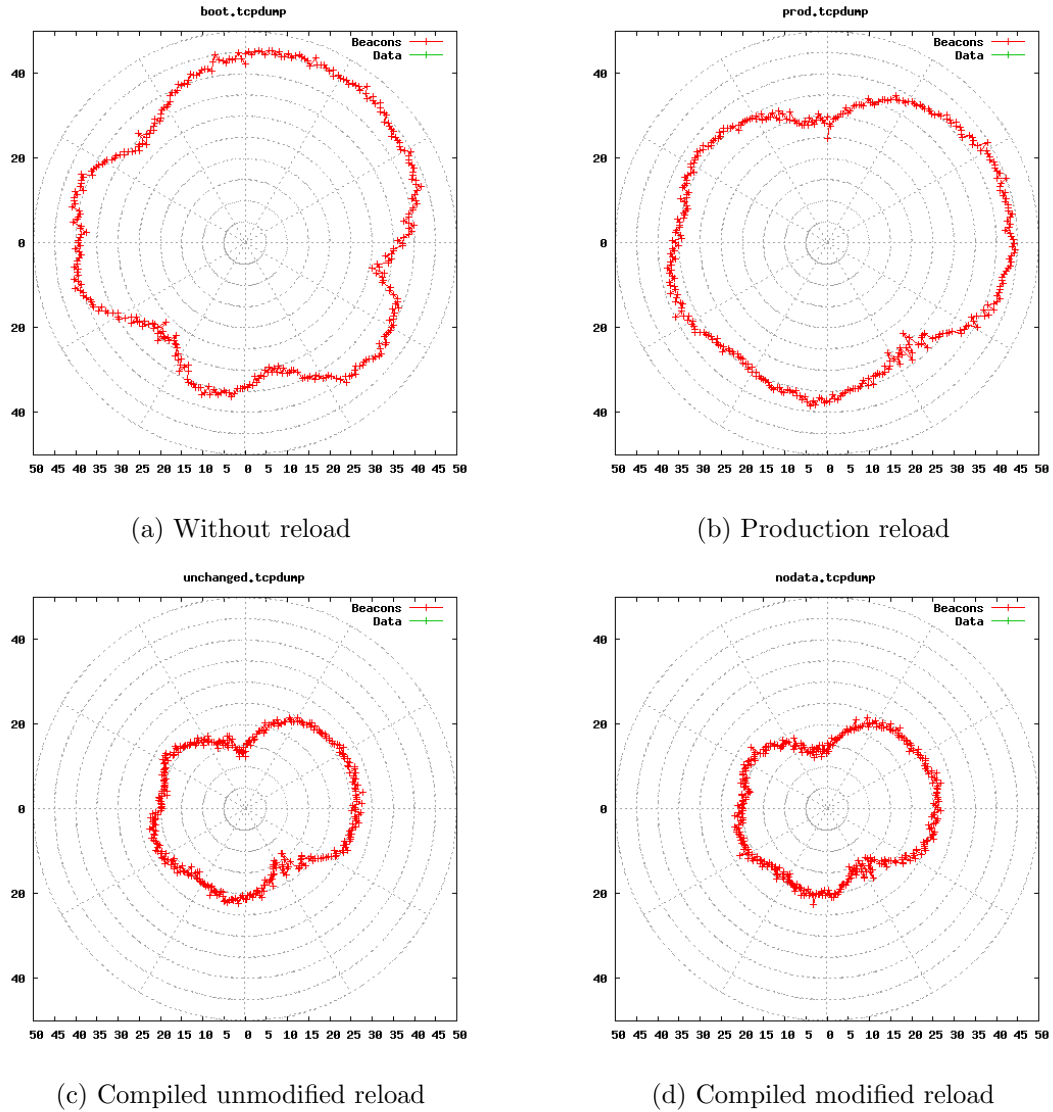 boot.tcpdump
Beacons
Data
40
20
0
20
40
50 45 40 35 30 25 20 15 10 5 0 5 10 15 20 25 30 35 40 45 50
(a) Without reload
prod.tcpdump
Beacons
Data
40
20
0
20
40
50 45 40 35 30 25 20 15 10 5 0 5 10 15 20 25 30 35 40 45 50
(b) Production reload
unchanged.tcpdump
Beacons
Data
40
20
0
20
40
50 45 40 35 30 25 20 15 10 5 0 5 10 15 20 25 30 35 40 45 50
(c) Compiled unmodified reload
nodata.tcpdump
Beacons
Data
40
20
0
20
40
50 45 40 35 30 25 20 15 10 5 0 5 10 15 20 25 30 35 40 45 50
(d) Compiled modified reload